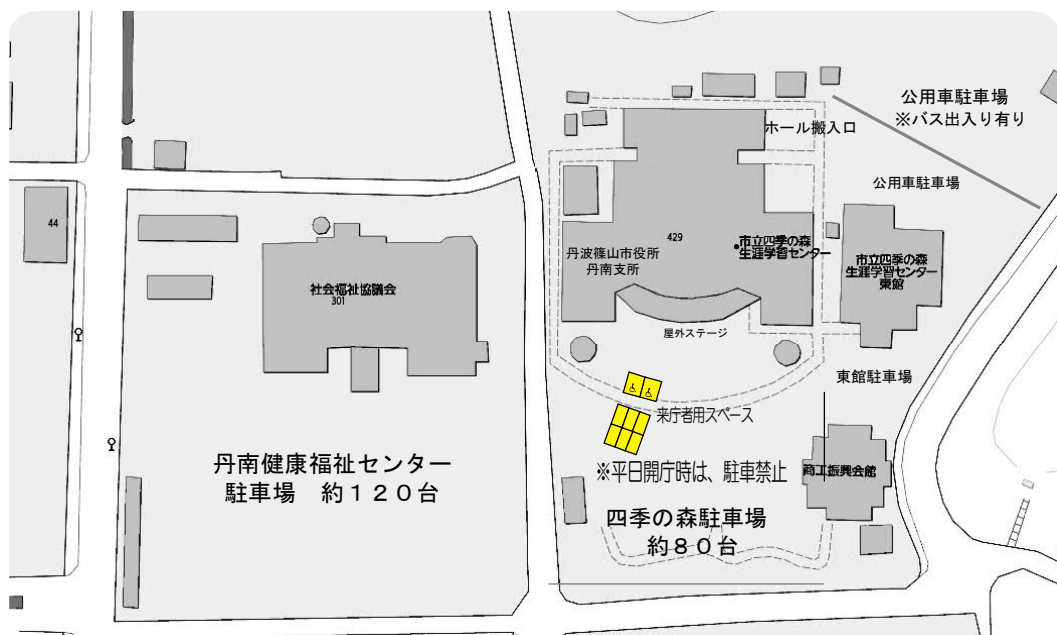 公用車駐車場
※バス出入り有り
ホール搬入口
公用車駐車場
44
429
丹波篠山市役所
丹南支所
市立四季の森
生涯学習センター
市立四季の森
生涯学習センター
東館
社会福祉協議会
301
屋外ステージ
東館駐車場
来庁者用スペース
※平日開庁時は、駐車禁止
商工振興会館
丹南健康福祉センター
駐車場 約120台
四季の森駐車場
約80台